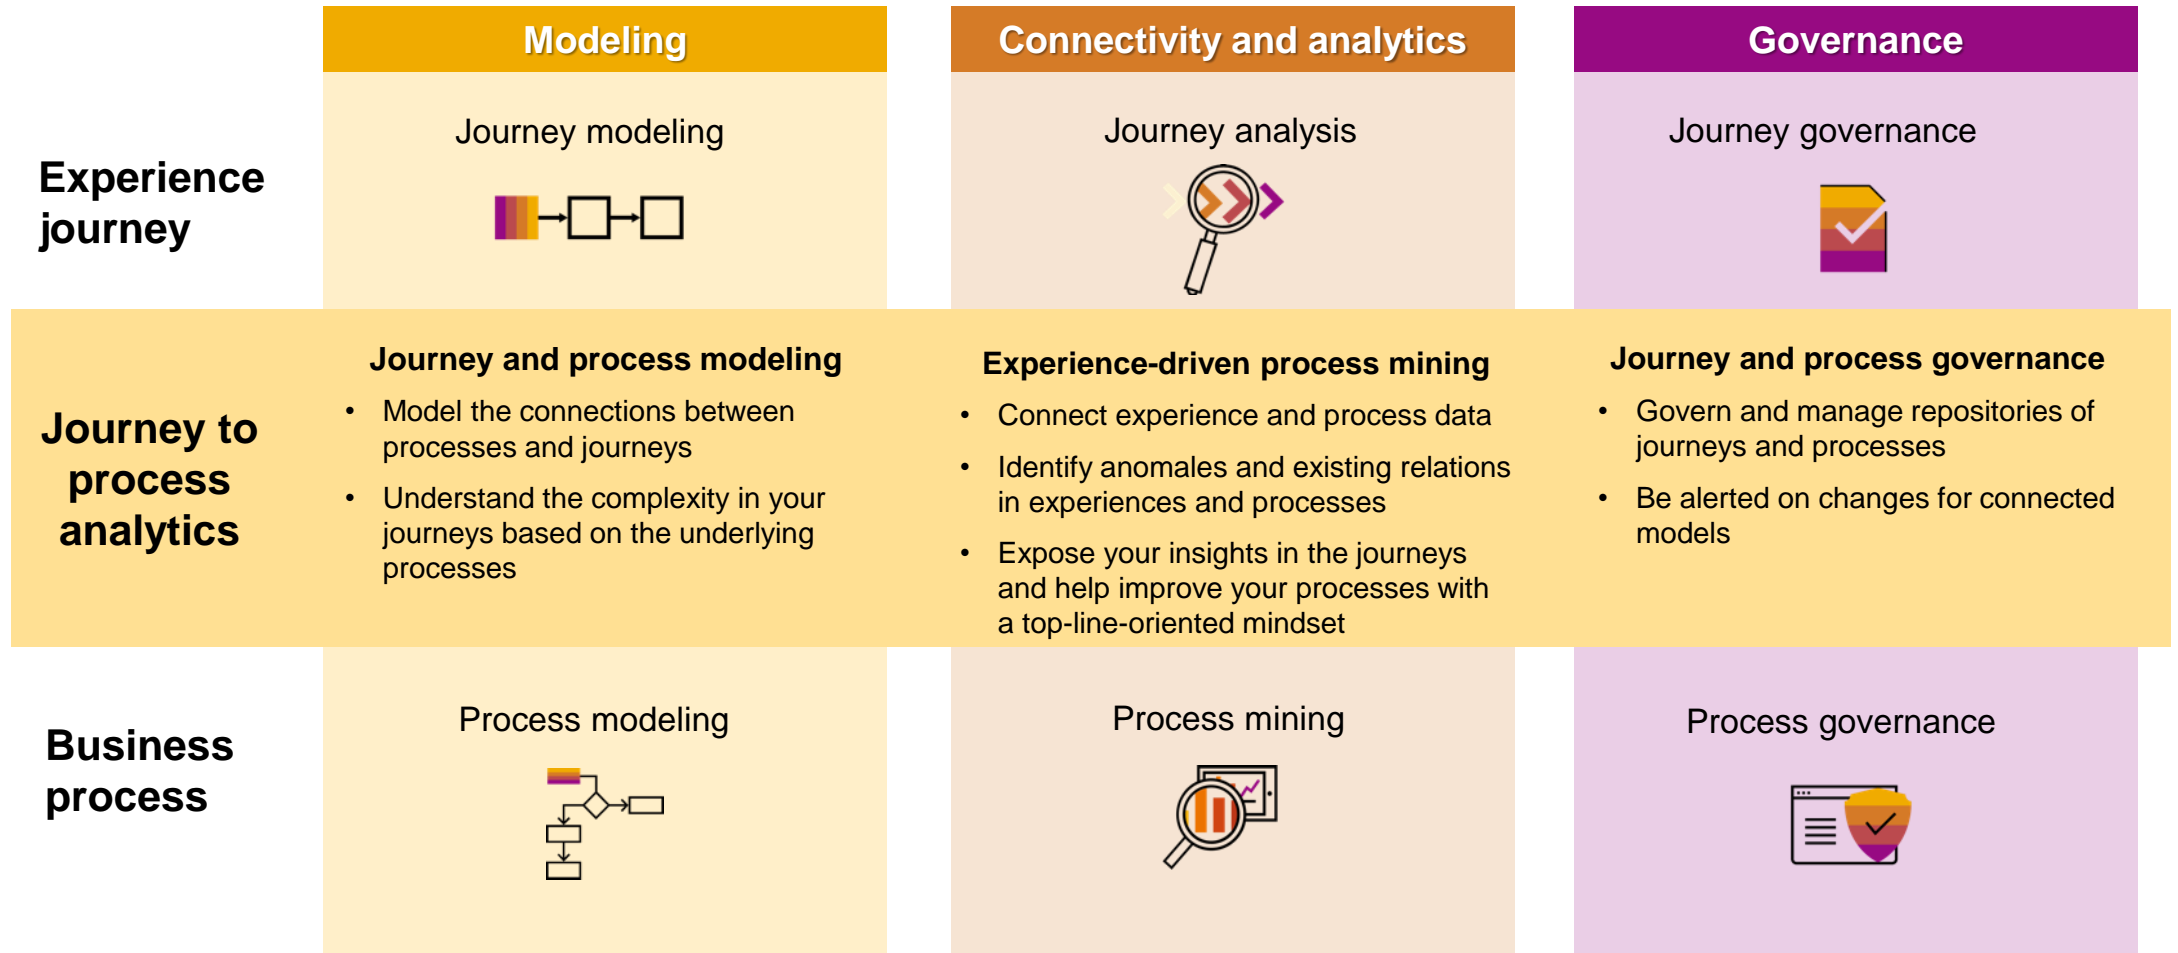 Modeling
Connectivity and analytics
Governance
Experience
journey
Journey modeling
Journey analysis
Journey governance
Journey to
process
analytics
Journey and process modeling
• Model the connections between
processes and journeys
• Understand the complexity in your
journeys based on the underlying
processes
Experience-driven process mining
• Connect experience and process data
• Identify anomales and existing relations
in experiences and processes
• Expose your insights in the journeys
and help improve your processes with
a top-line-oriented mindset
Journey and process governance
• Govern and manage repositories of
journeys and processes
• Be alerted on changes for connected
models
Business
process
Process modeling
Process mining
Process governance